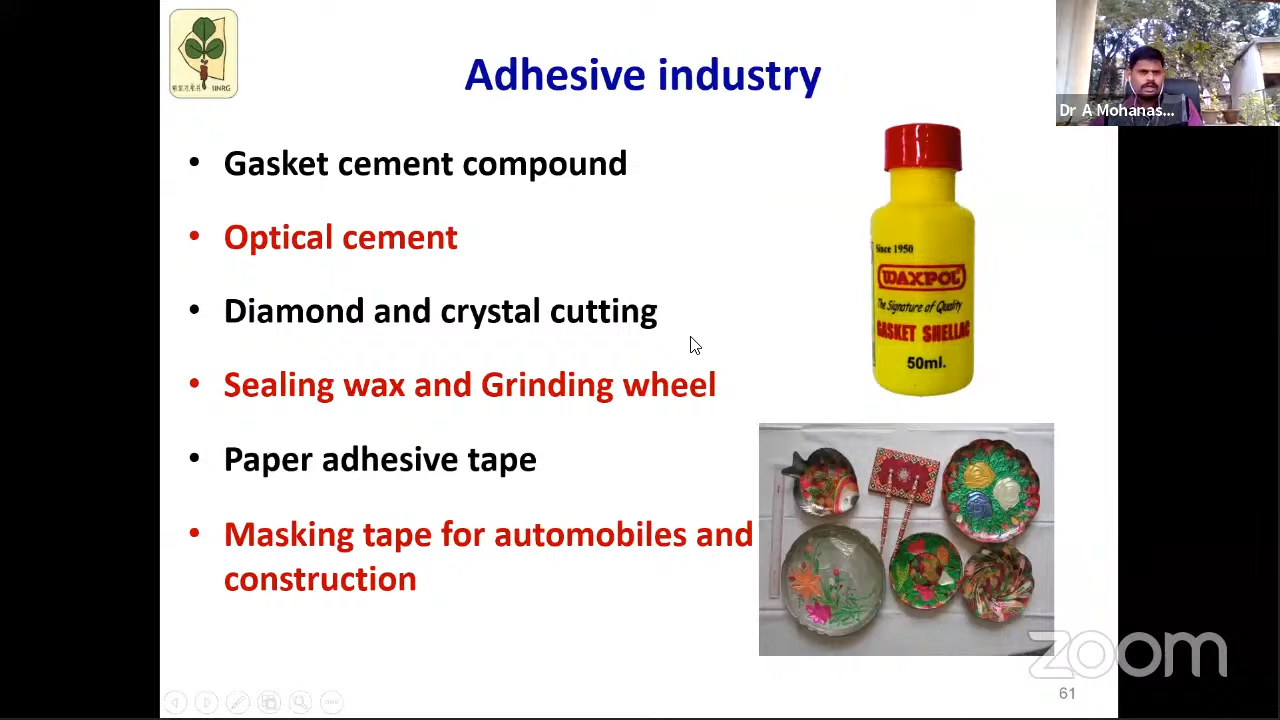 IINRG
Adhesive industry
Dr A Mohanas...
• Gasket cement compound
• Optical cement
• Diamond and crystal cutting
• Sealing wax and Grinding wheel
• Paper adhesive tape
• Masking tape for automobiles and
construction
Since 1950
WAXPOL
The Signature of Quality
GASKET SHELLAC
50ml.
zoom
61